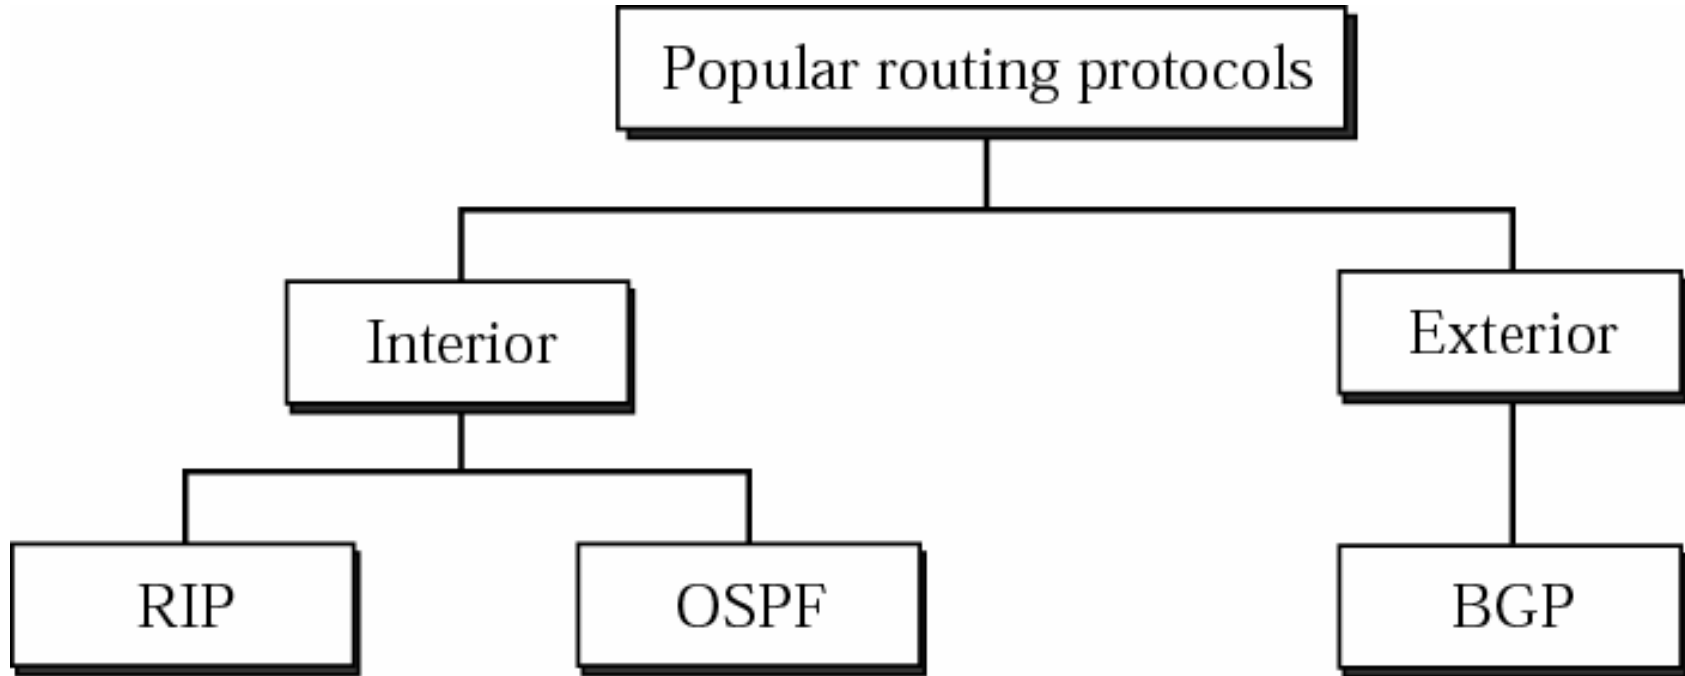 Popular routing protocols
Interior
Exterior
RIP
OSPF
BGP